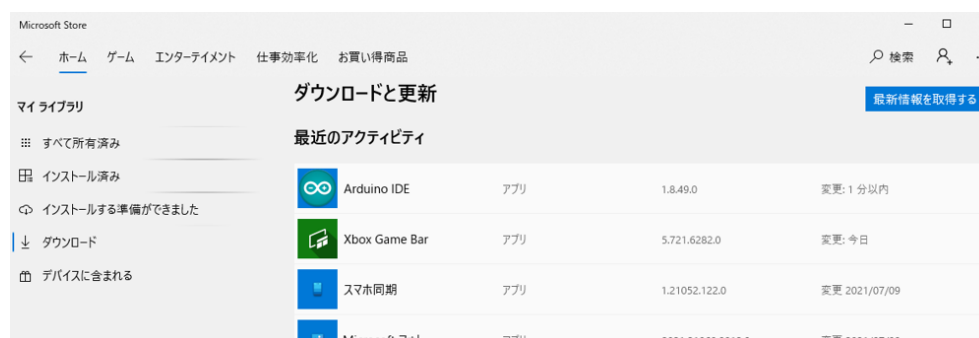 Microsoft Store
ホーム ゲーム エンターテイメント 仕事効率化 お買い得商品 検索
マイ ライブラリ
すべて所有済み
インストール済み
インストールする準備ができました
ダウンロード
デバイスに含まれる
ダウンロードと更新
最新情報を取得する
最近のアクティビティ
Arduino IDE アプリ 1.8.49.0 変更: 1 分以内
Xbox Game Bar アプリ 5.721.6282.0 変更: 今日
スマホ同期 アプリ 1.21052.122.0 変更 2021/07/09